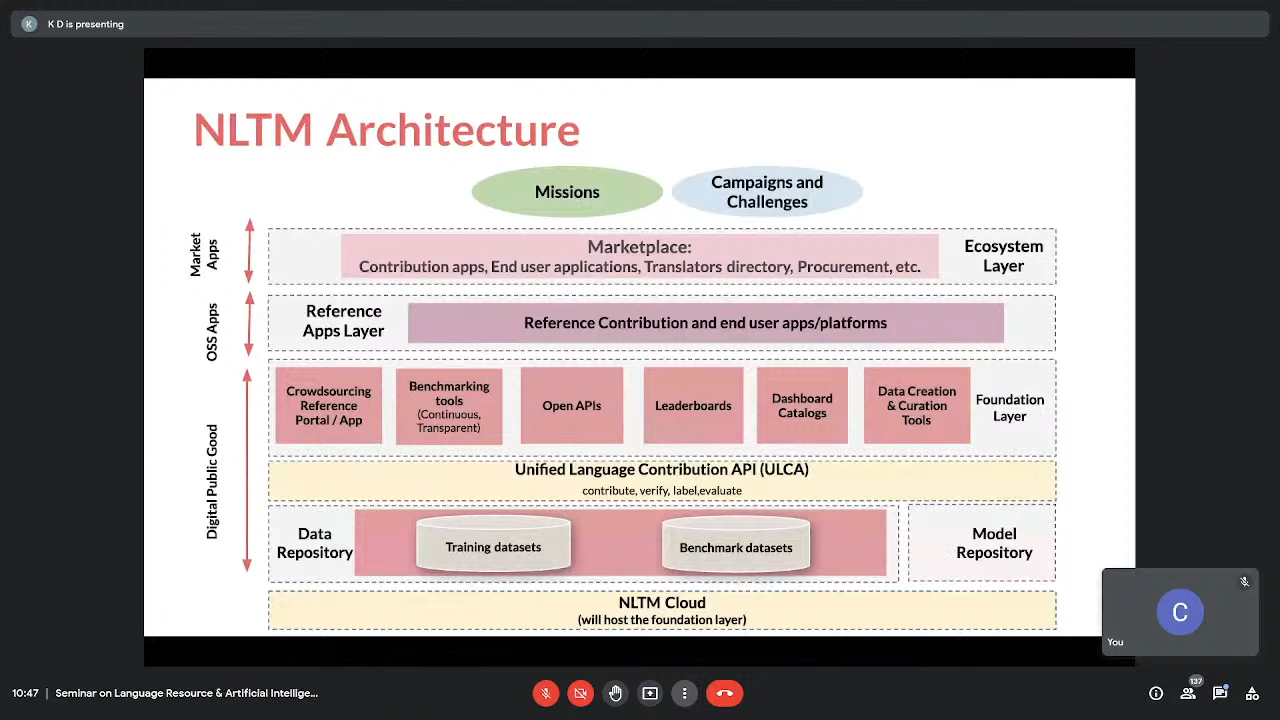 K
K D is presenting
NLTM Architecture
Missions
Campaigns and
Challenges
Market
Apps
Marketplace:
Contribution apps, End user applications, Translators directory, Procurement, etc.
Ecosystem
Layer
OSS Apps
Reference
Apps Layer
Reference Contribution and end user apps/platforms
Digital Public Good
Crowdsourcing
Reference
Portal / App
Benchmarking
tools
(Continuous,
Transparent)
Open APIs
Leaderboards
Dashboard
Catalogs
Data Creation
& Curation
Tools
Foundation
Layer
Unified Language Contribution API (ULCA)
contribute, verify, label,evaluate
Data
Repository
Training datasets
Benchmark datasets
Model
Repository
NLTM Cloud
(will host the foundation layer)
C
You
10:47 | Seminar on Language Resource & Artificial Intellige...
137